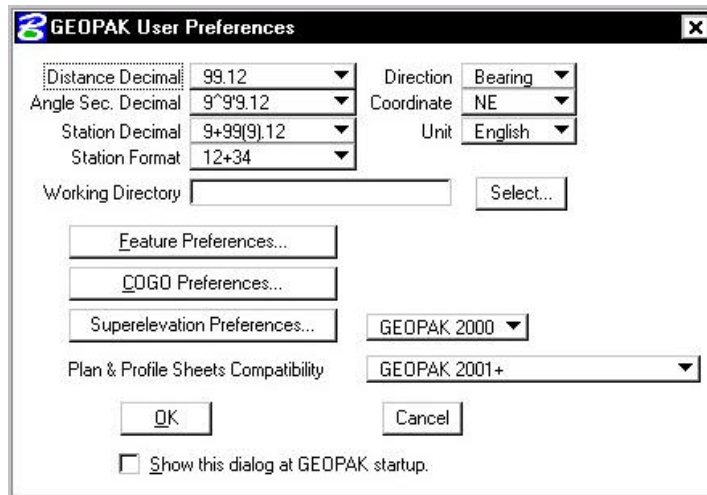 GEOPAK User Preferences
Distance Decimal 99.12 Direction Bearing
Angle Sec. Decimal 9^9'9.12 Coordinate NE
Station Decimal 9+99(9).12 Unit English
Station Format 12+34
Working Directory Select...
Feature Preferences...
COGO Preferences...
Superelevation Preferences... GEOPAK 2000
Plan & Profile Sheets Compatibility GEOPAK 2001+
OK Cancel
Show this dialog at GEOPAK startup.